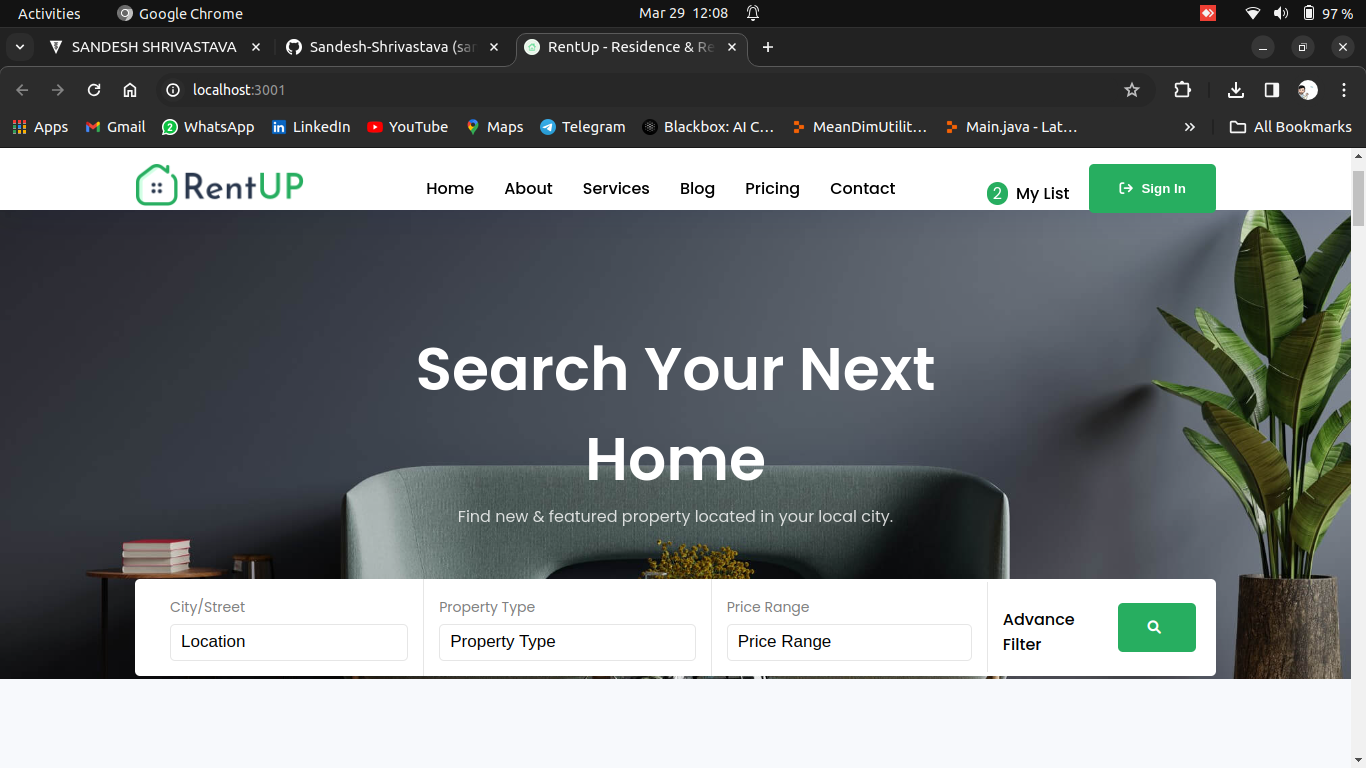 Activities Google Chrome Mar 29 12:08 97 %
SANDESH SHRIVASTAVA Sandesh-Shrivastava (sar RentUp - Residence & Re
localhost:3001
Apps Gmail WhatsApp LinkedIn YouTube Maps Telegram Blackbox: AI C… MeanDimUtilit… Main.java - Lat… » All Bookmarks
RentUP Home About Services Blog Pricing Contact 2 My List Sign In
Search Your Next
Home
Find new & featured property located in your local city.
City/Street Property Type Price Range
Location Property Type Price Range
Advance
Filter